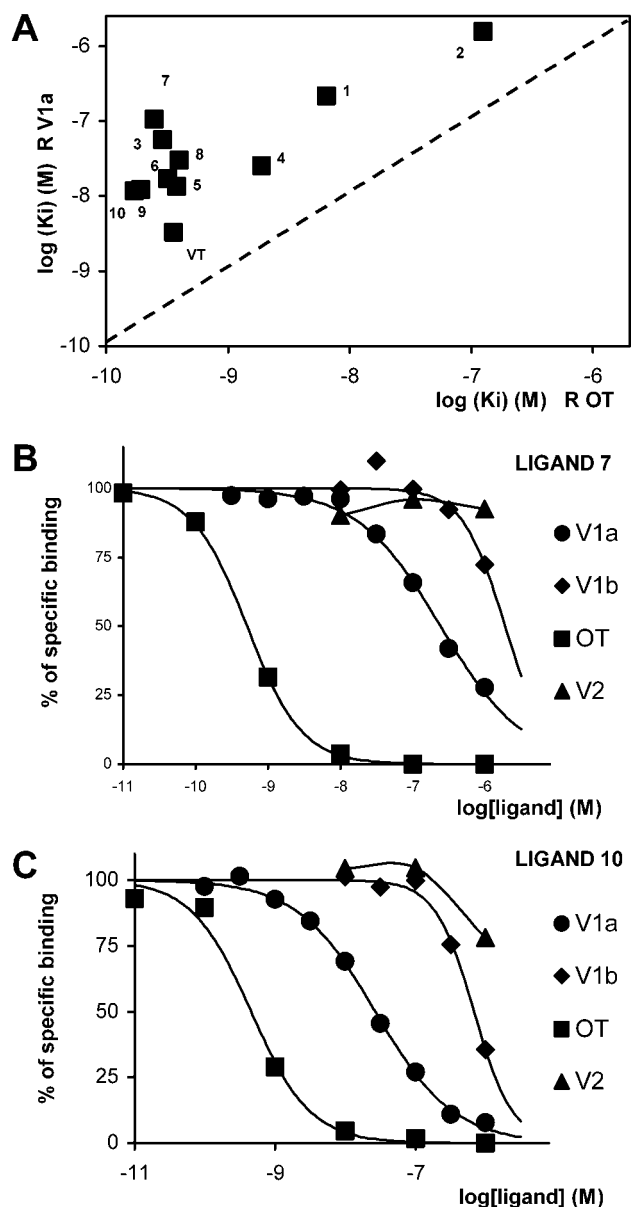 A
-6
-7
-8
-9
-10
log (Ki) (M) R V1a
2
1
7
3
8
4
6
5
10
9
VT
-10
-9
-8
-7
-6
log (Ki) (M) R OT
B
LIGAND 7
100
75
50
25
0
% of specific binding
V1a
V1b
OT
V2
-11
-10
-9
-8
-7
-6
log[ligand] (M)
C
LIGAND 10
100
75
50
25
0
% of specific binding
V1a
V1b
OT
V2
-11
-9
-7
log[ligand] (M)